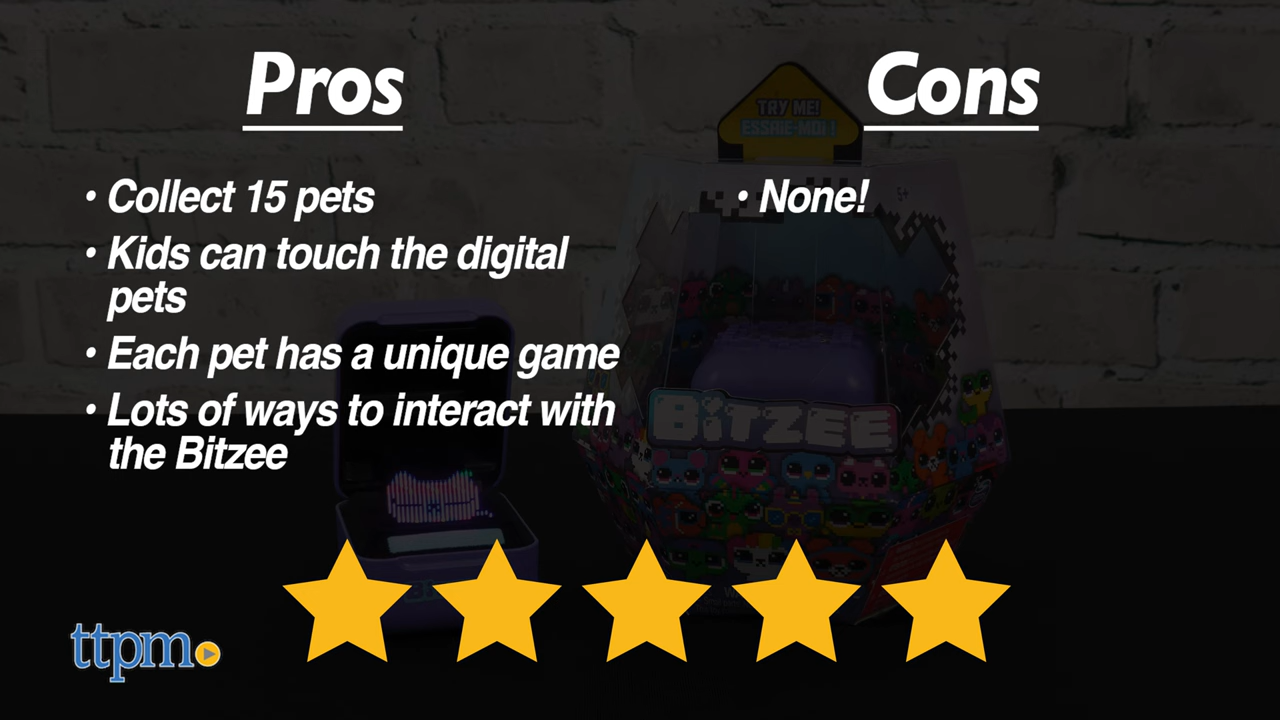 Pros
• Collect 15 pets
• Kids can touch the digital
pets
• Each pet has a unique game
• Lots of ways to interact with
the Bitzee
Cons
• None!
TRY ME!
ESSAIE-MOI !
5+
BITZEE
ttpm